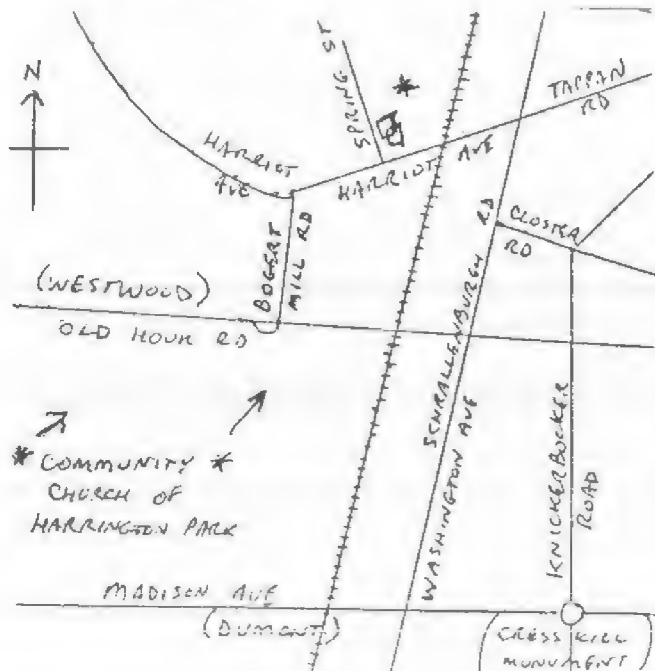 N
SPRING ST
*
TAPPAN
RD
HARRIOT
AVE
HARRIOT AVE
BOGERT
MILL RD
CLOSTER
RD
(WESTWOOD)
OLD HOUK RD
SCHRALLENBURGH RD
WASHINGTON AVE
KNICKERBOCKER
ROAD
* COMMUNITY *
CHURCH OF
HARRINGTON PARK
MADISON AVE
(DUMONT)
(CRESSKILL
MONUMENT)